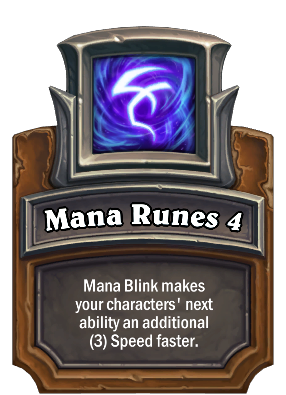 Mana Runes 4
Mana Blink makes
your characters' next
ability an additional
(3) Speed faster.